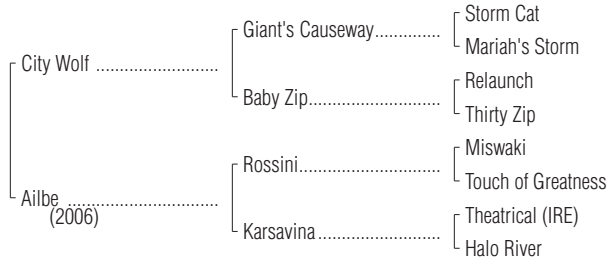 Storm Cat
Giant's Causeway..............
Mariah's Storm
City Wolf ..........................
Relaunch
Baby Zip............................
Thirty Zip
Miswaki
Rossini..............................
Touch of Greatness
Ailbe ................................
(2006)
Theatrical (IRE)
Karsavina..........................
Halo River